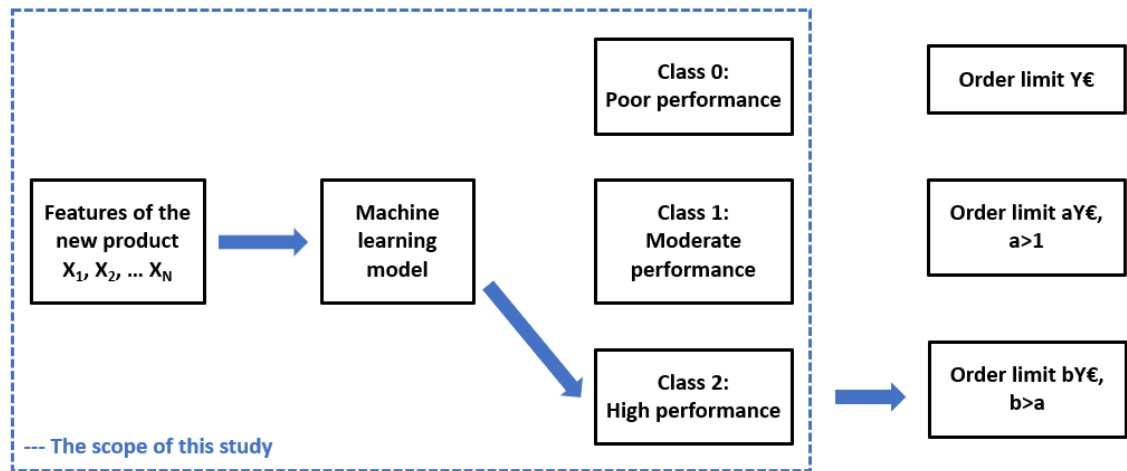 Class 0:
Poor performance
Order limit Y€
Features of the
new product
X₁, X₂, … X_N
Machine
learning
model
Class 1:
Moderate
performance
Order limit aY€,
a>1
Class 2:
High performance
Order limit bY€,
b>a
--- The scope of this study